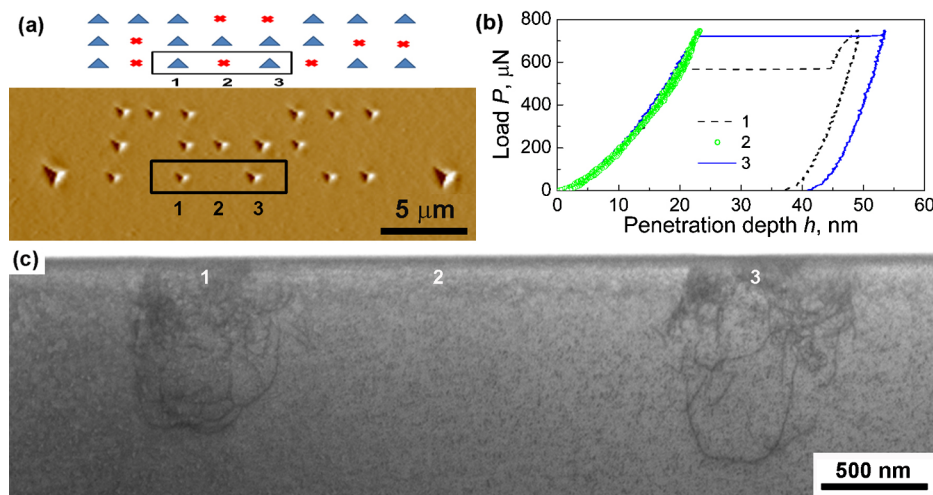 (a)
1 2 3
1 2 3
5 μm
(b)
800
600
400
200
0
Load P, μN
1
2
3
0 10 20 30 40 50 60
Penetration depth h, nm
(c)
1 2 3
500 nm